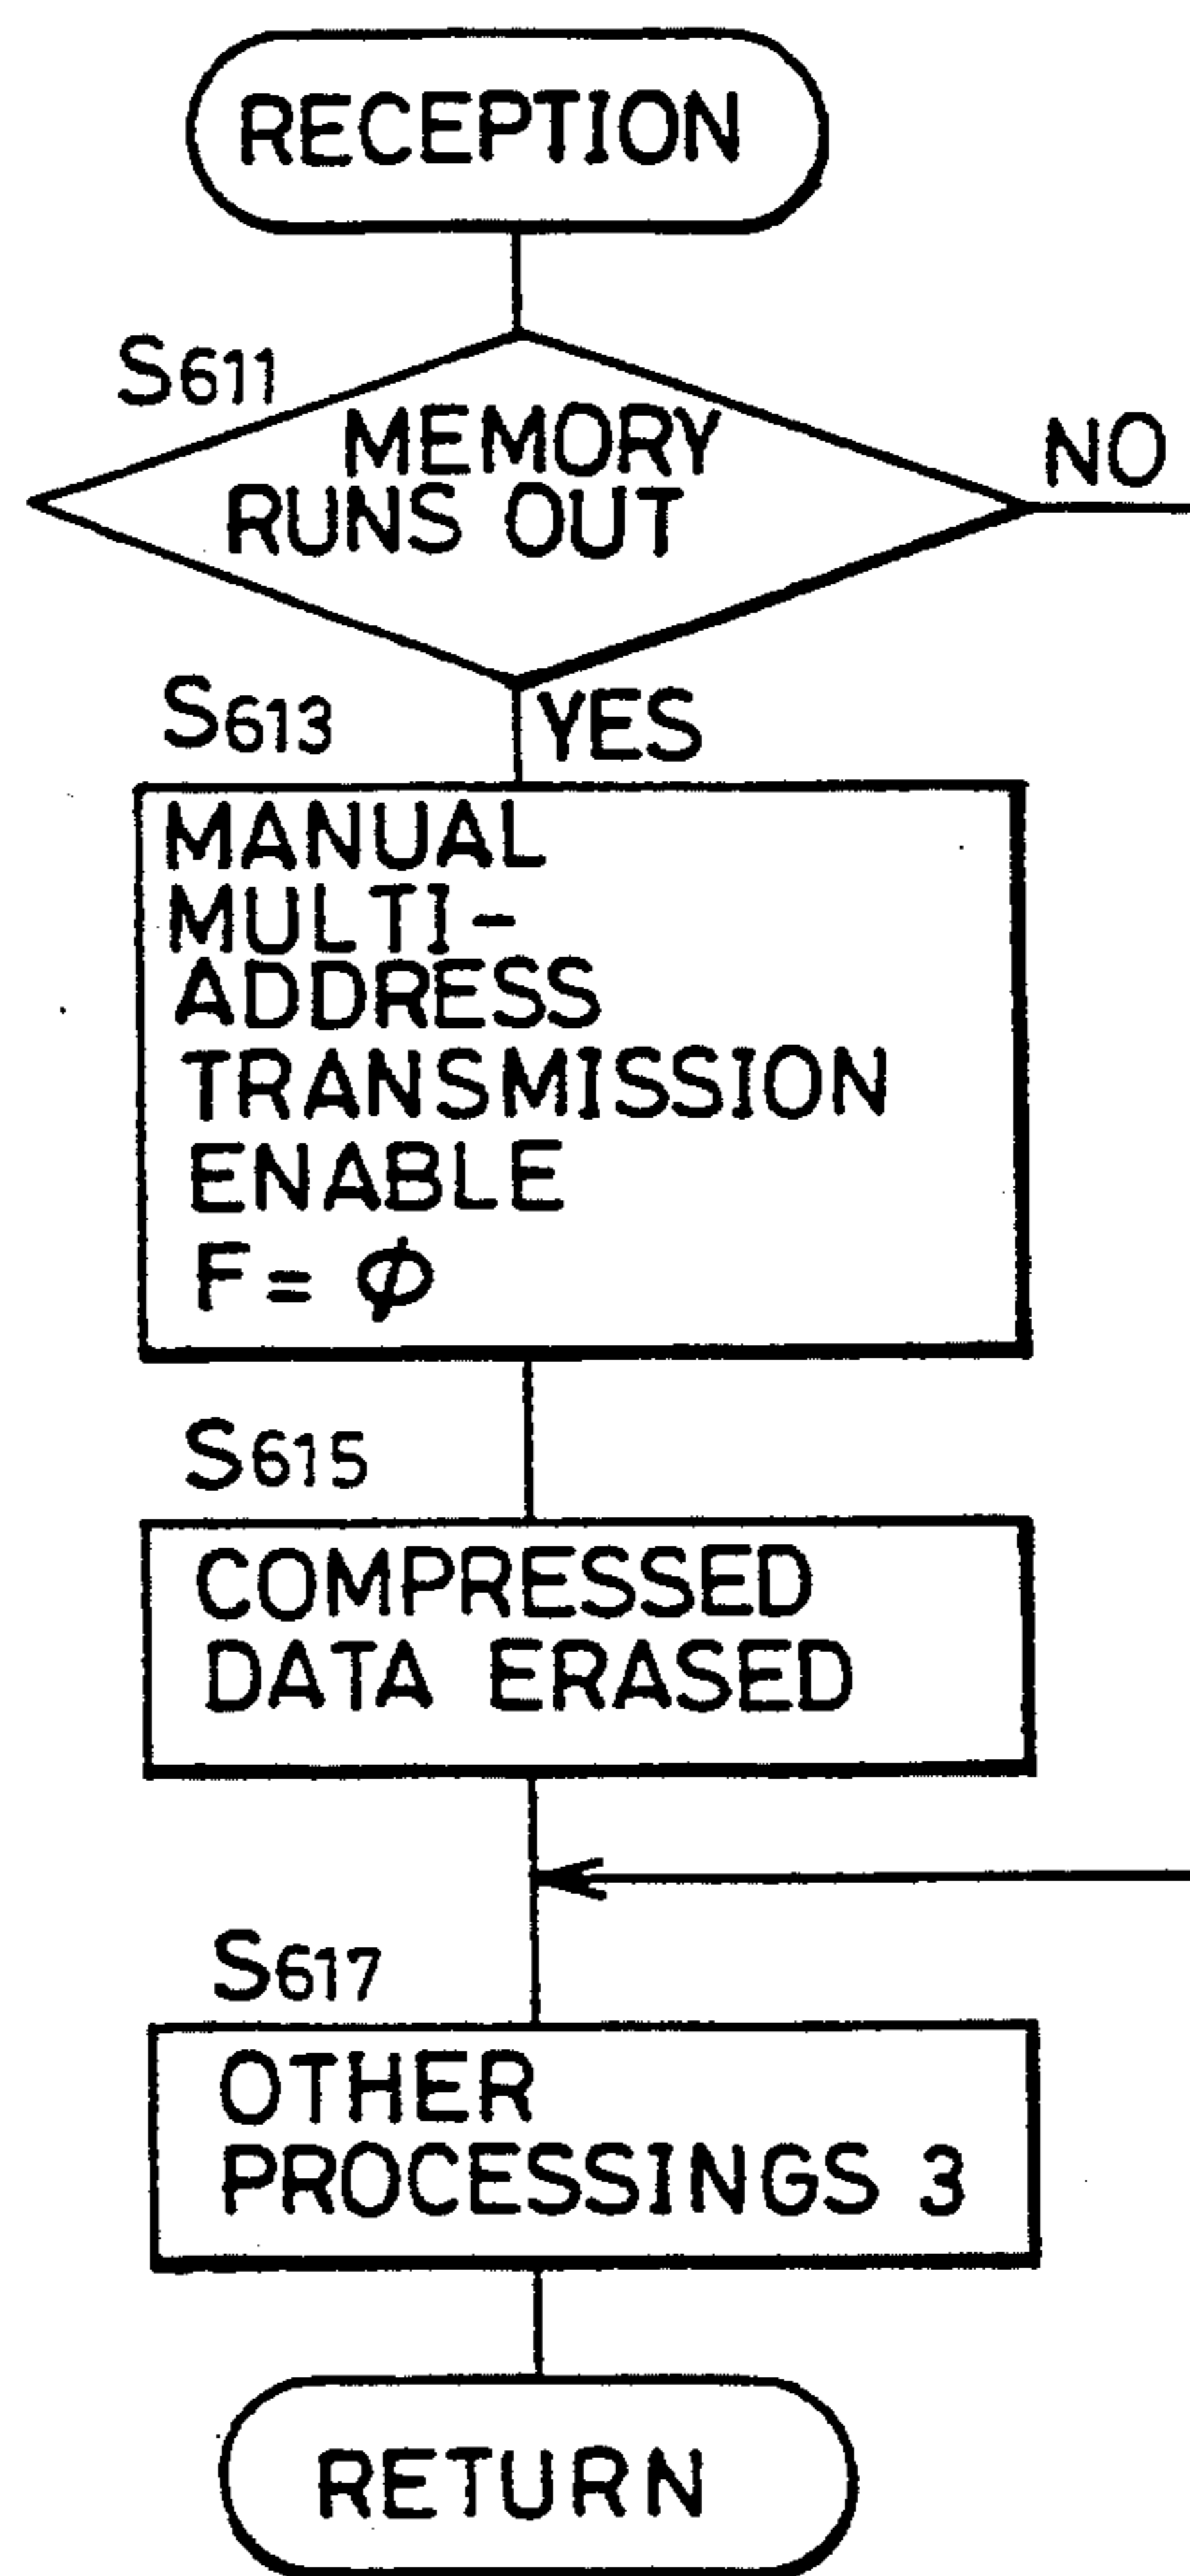 RECEPTION
S611
MEMORY
RUNS OUT
NO
S613
YES
MANUAL
MULTI-
ADDRESS
TRANSMISSION
ENABLE
F= ϕ
S615
COMPRESSED
DATA ERASED
S617
OTHER
PROCESSINGS 3
RETURN